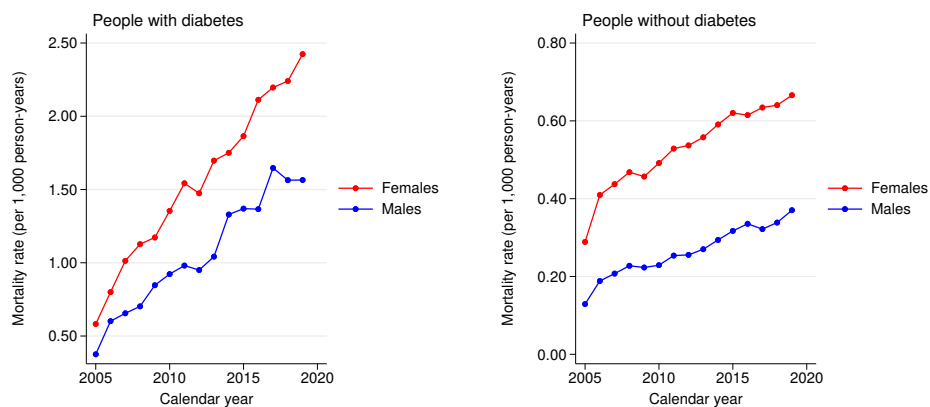 People with diabetes
Mortality rate (per 1,000 person-years)
2.50
2.00
1.50
1.00
0.50
2005 2010 2015 2020
Calendar year
Females
Males
People without diabetes
Mortality rate (per 1,000 person-years)
0.80
0.60
0.40
0.20
0.00
2005 2010 2015 2020
Calendar year
Females
Males